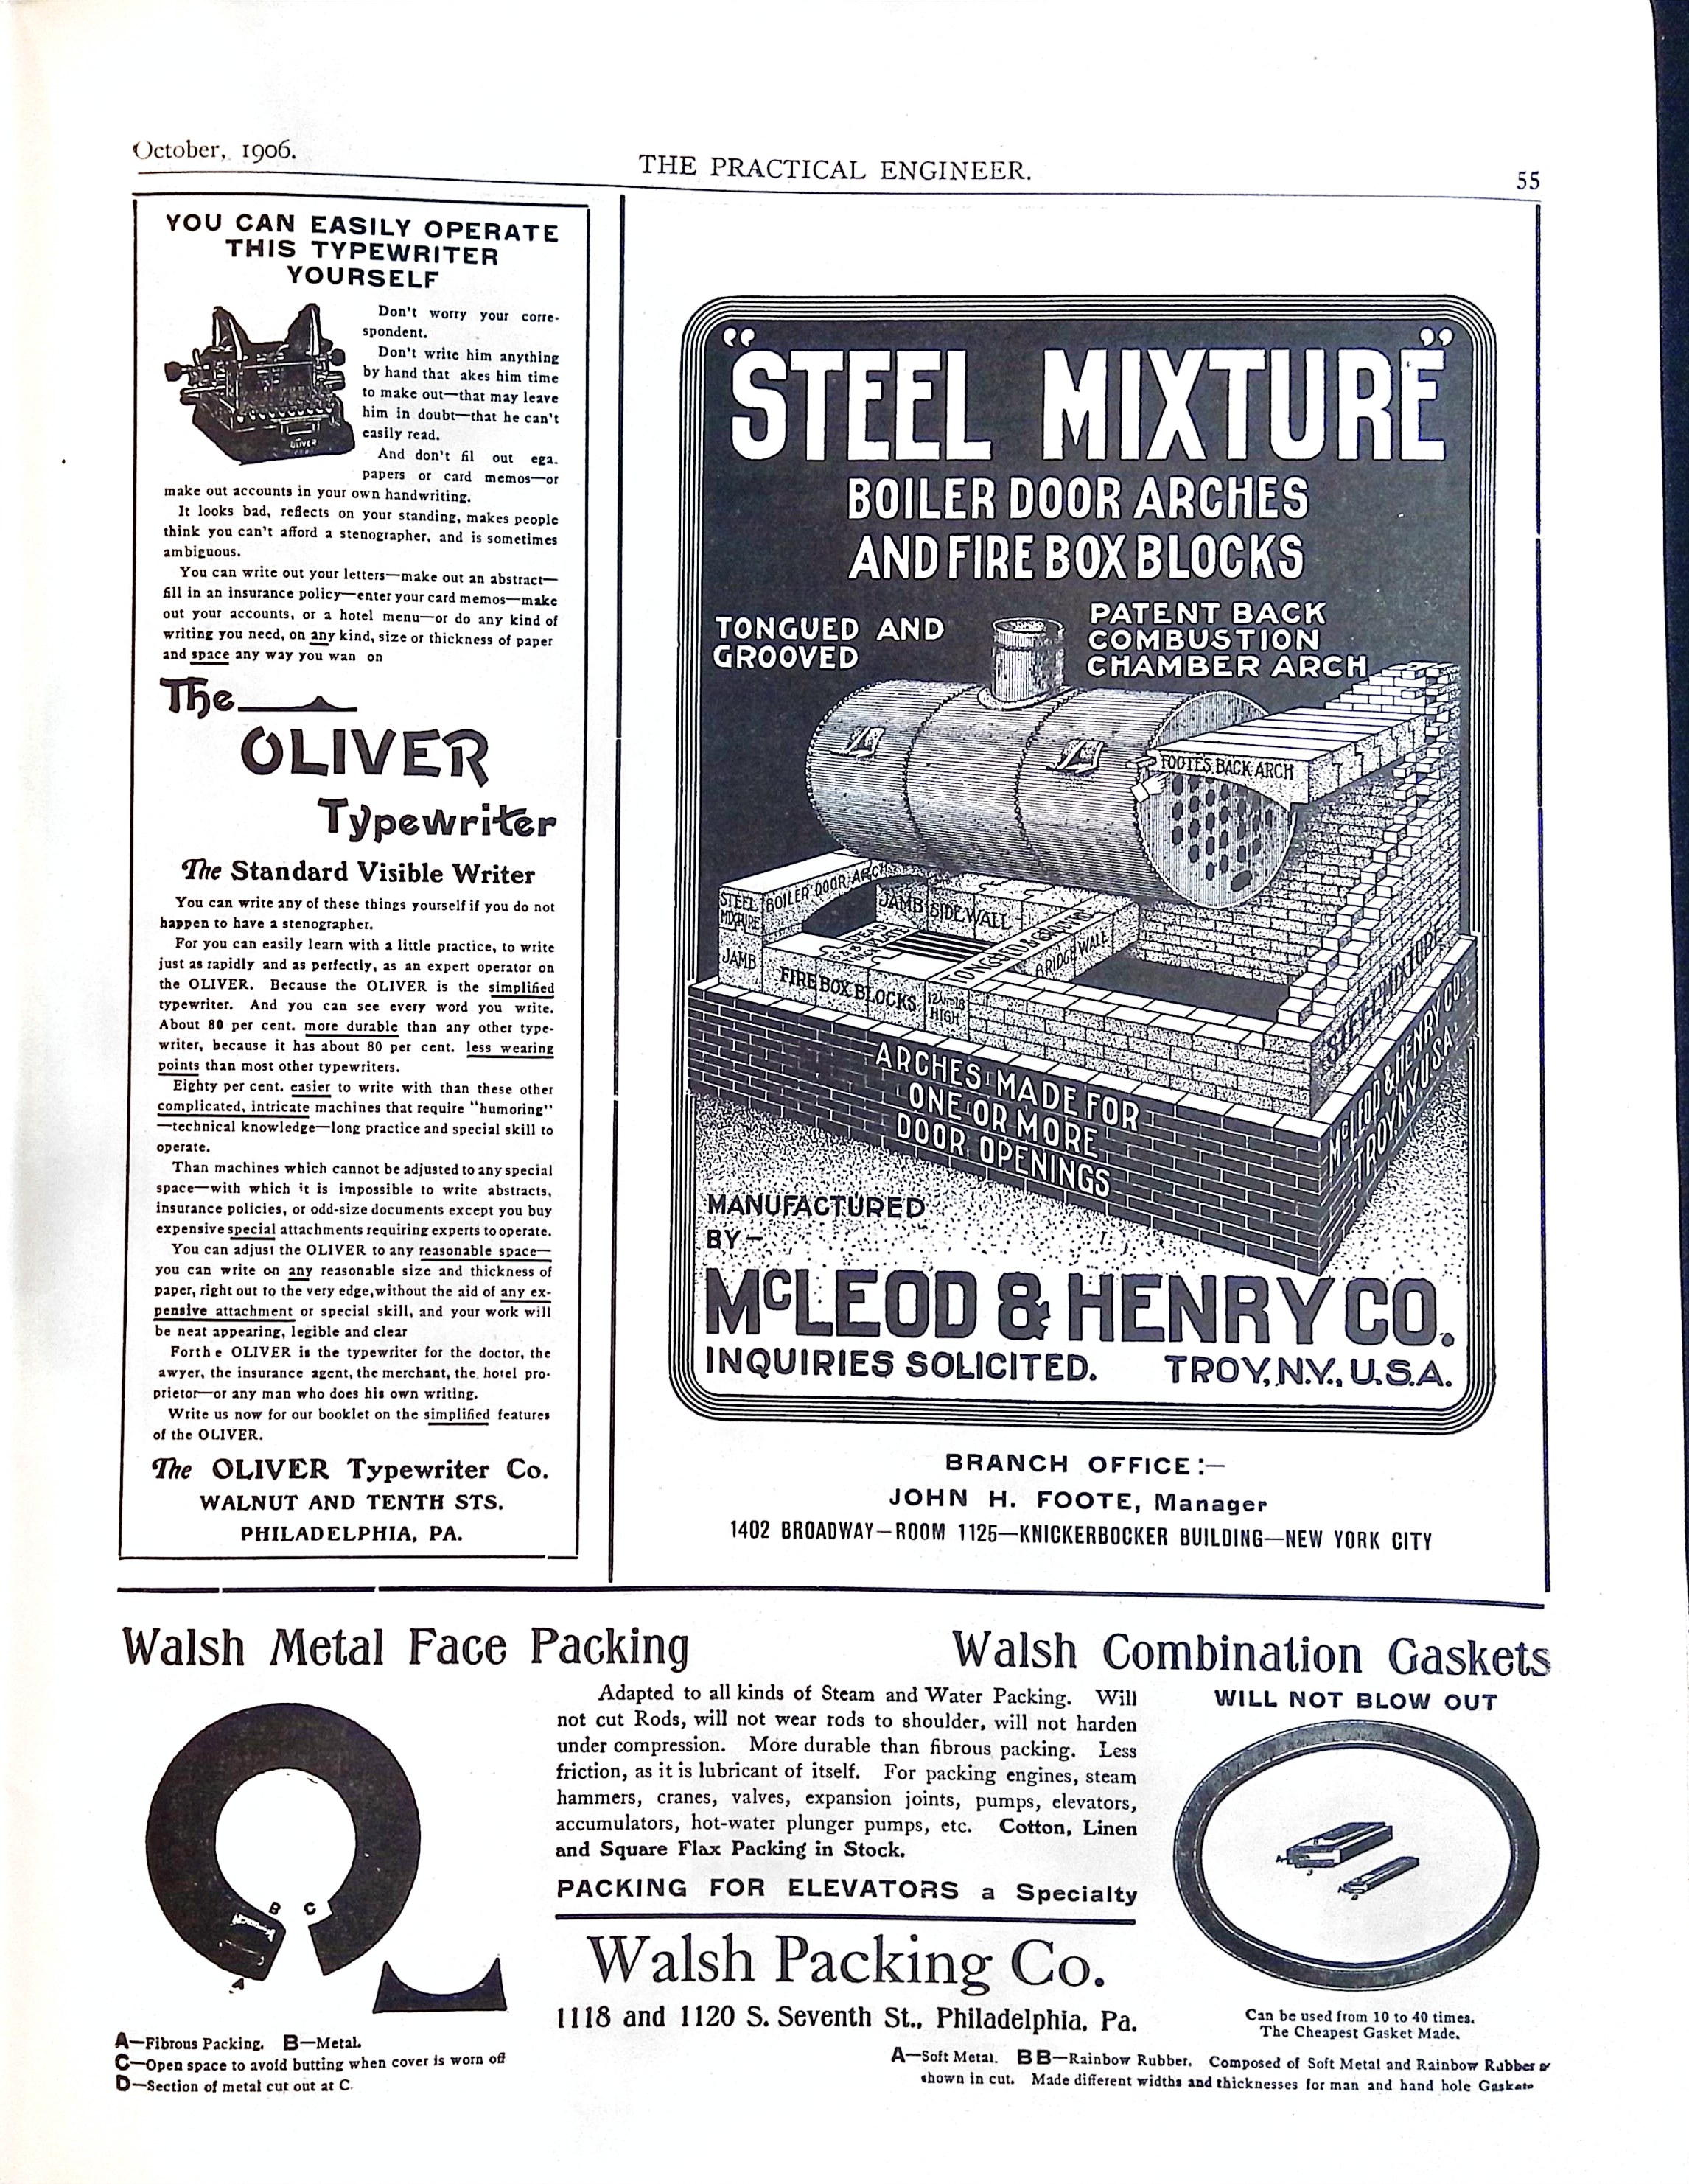 October, 1906.
THE PRACTICAL ENGINEER.
55
YOU CAN EASILY OPERATE
THIS TYPEWRITER
YOURSELF
OLIVER
Don't worry your corre-
spondent.
Don't write him anything
by hand that akes him time
to make out—that may leave
him in doubt—that he can't
easily read.
And don't fil out ega.
papers or card memos—or
make out accounts in your own handwriting.
It looks bad, reflects on your standing, makes people
think you can't afford a stenographer, and is sometimes
ambiguous.
You can write out your letters—make out an abstract—
fill in an insurance policy—enter your card memos—make
out your accounts, or a hotel menu—or do any kind of
writing you need, on any kind, size or thickness of paper
and space any way you wan on
The
OLIVER
Typewriter
The Standard Visible Writer
You can write any of these things yourself if you do not
happen to have a stenographer.
For you can easily learn with a little practice, to write
just as rapidly and as perfectly, as an expert operator on
the OLIVER. Because the OLIVER is the simplified
typewriter. And you can see every word you write.
About 80 per cent. more durable than any other type-
writer, because it has about 80 per cent. less wearing
points than most other typewriters.
Eighty per cent. easier to write with than these other
complicated, intricate machines that require "humoring"
—technical knowledge—long practice and special skill to
operate.
Than machines which cannot be adjusted to any special
space—with which it is impossible to write abstracts,
insurance policies, or odd-size documents except you buy
expensive special attachments requiring experts to operate.
You can adjust the OLIVER to any reasonable space—
you can write on any reasonable size and thickness of
paper, right out to the very edge, without the aid of any ex-
pensive attachment or special skill, and your work will
be neat appearing, legible and clear
For the OLIVER is the typewriter for the doctor, the
awyer, the insurance agent, the merchant, the hotel pro-
prietor—or any man who does his own writing.
Write us now for our booklet on the simplified features
of the OLIVER.
The OLIVER Typewriter Co.
WALNUT AND TENTH STS.
PHILADELPHIA, PA.
"STEEL MIXTURE"
BOILER DOOR ARCHES
AND FIRE BOX BLOCKS
TONGUED AND
GROOVED
PATENT BACK
COMBUSTION
CHAMBER ARCH
FOOTES BACK ARCH
STEEL
MIXTURE
BOILER DOOR ARCH
JAMB
SIDE WALL
JAMB
FIRE BOX BLOCKS
HIGH
BRIDGE WALL
STEEL MIXTURE
McLEOD & HENRY CO.
TROY, N.Y. U.S.A.
ARCHES MADE FOR
ONE OR MORE
DOOR OPENINGS
MANUFACTURED
BY—
McLEOD & HENRY CO.
INQUIRIES SOLICITED. TROY, N.Y., U.S.A.
BRANCH OFFICE:—
JOHN H. FOOTE, Manager
1402 BROADWAY—ROOM 1125—KNICKERBOCKER BUILDING—NEW YORK CITY
Walsh Metal Face Packing
B C
A
A—Fibrous Packing. B—Metal.
C—Open space to avoid butting when cover is worn off
D—Section of metal cut out at C.
Adapted to all kinds of Steam and Water Packing. Will
not cut Rods, will not wear rods to shoulder, will not harden
under compression. More durable than fibrous packing. Less
friction, as it is lubricant of itself. For packing engines, steam
hammers, cranes, valves, expansion joints, pumps, elevators,
accumulators, hot-water plunger pumps, etc. Cotton, Linen
and Square Flax Packing in Stock.
PACKING FOR ELEVATORS a Specialty
Walsh Packing Co.
1118 and 1120 S. Seventh St., Philadelphia, Pa.
Walsh Combination Gaskets
WILL NOT BLOW OUT
Can be used from 10 to 40 times.
The Cheapest Gasket Made.
A—Soft Metal. BB—Rainbow Rubber. Composed of Soft Metal and Rainbow Rubber
shown in cut. Made different widths and thicknesses for man and hand hole Gaskets